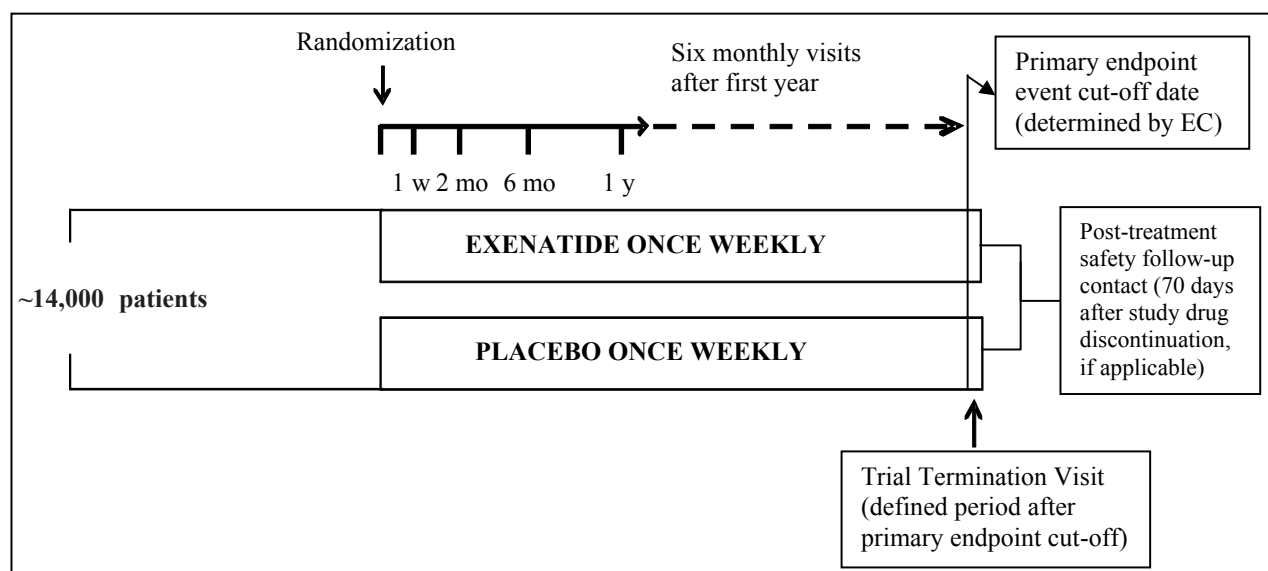 Randomization
Six monthly visits
after first year
Primary endpoint
event cut-off date
(determined by EC)
1 w 2 mo 6 mo 1 y
EXENATIDE ONCE WEEKLY
~14,000 patients
PLACEBO ONCE WEEKLY
Post-treatment
safety follow-up
contact (70 days
after study drug
discontinuation,
if applicable)
Trial Termination Visit
(defined period after
primary endpoint cut-off)